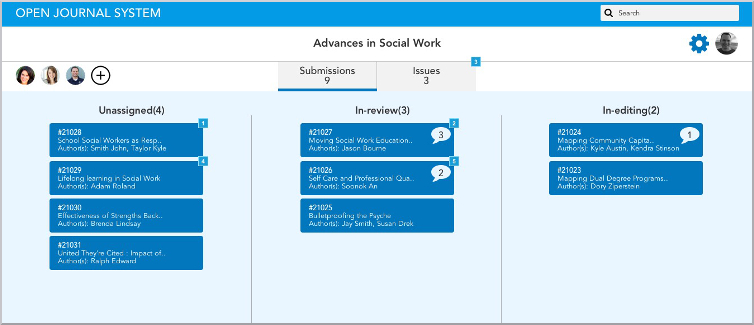 OPEN JOURNAL SYSTEM
Search
Advances in Social Work
Submissions
9
Issues
3
3
Unassigned(4)
#21028
1
School Social Workers as Resp..
Author(s): Smith John, Taylor Kyle
#21029
4
Lifelong learning in Social Work
Author(s): Adam Roland
#21030
Effectiveness of Strengths Back..
Author(s): Brenda Lindsay
#21031
United They're Cited : Impact of..
Author(s): Ralph Edward
In-review(3)
#21027
2
3
Moving Social Work Education..
Author(s): Jason Bourne
#21026
5
2
Self Care and Professional Qua..
Author(s): Soonok An
#21025
Bulletproofing the Psyche
Author(s): Jay Smith, Susan Drek
In-editing(2)
#21024
1
Mapping Community Capita..
Author(s): Kyle Austin, Kendra Stinson
#21023
Mapping Dual Degree Programs..
Author(s): Dory Ziperstein